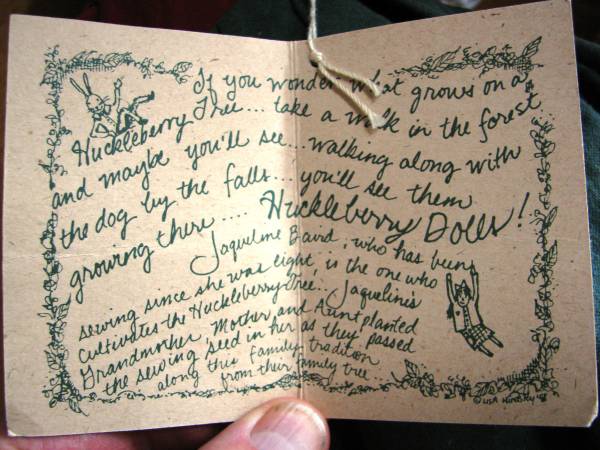 If you wonder what grows on a
Huckleberry Tree... take a walk in the forest
and maybe you'll see... walking along with
the dog by the falls... you'll see them
growing there.... Huckleberry Dolls!
Jaqueline Baird, who has been
sewing since she was eight, is the one who
cultivates the Huckleberry Tree... Jaqueline's
Grandmother, Mother, and Aunt planted
the sewing seed in her as they passed
along this family tradition
from their family tree...
© Lisa